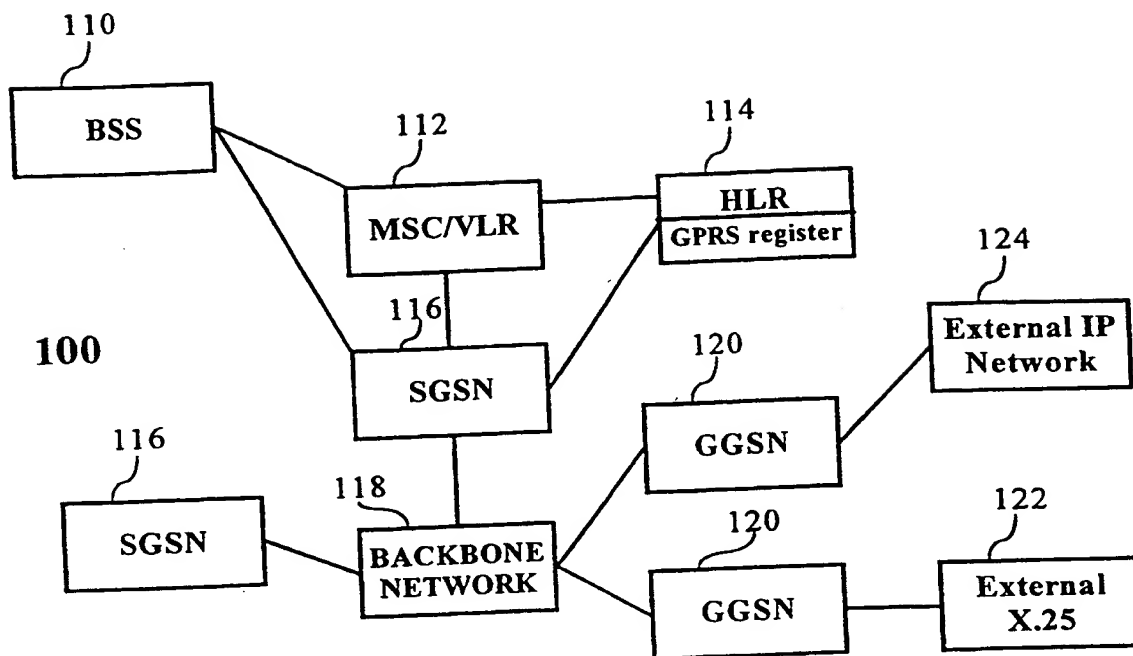 110
BSS
112
MSC/VLR
114
HLR
GPRS register
124
External IP
Network
100
116
SGSN
120
GGSN
116
SGSN
118
BACKBONE
NETWORK
120
GGSN
122
External
X.25